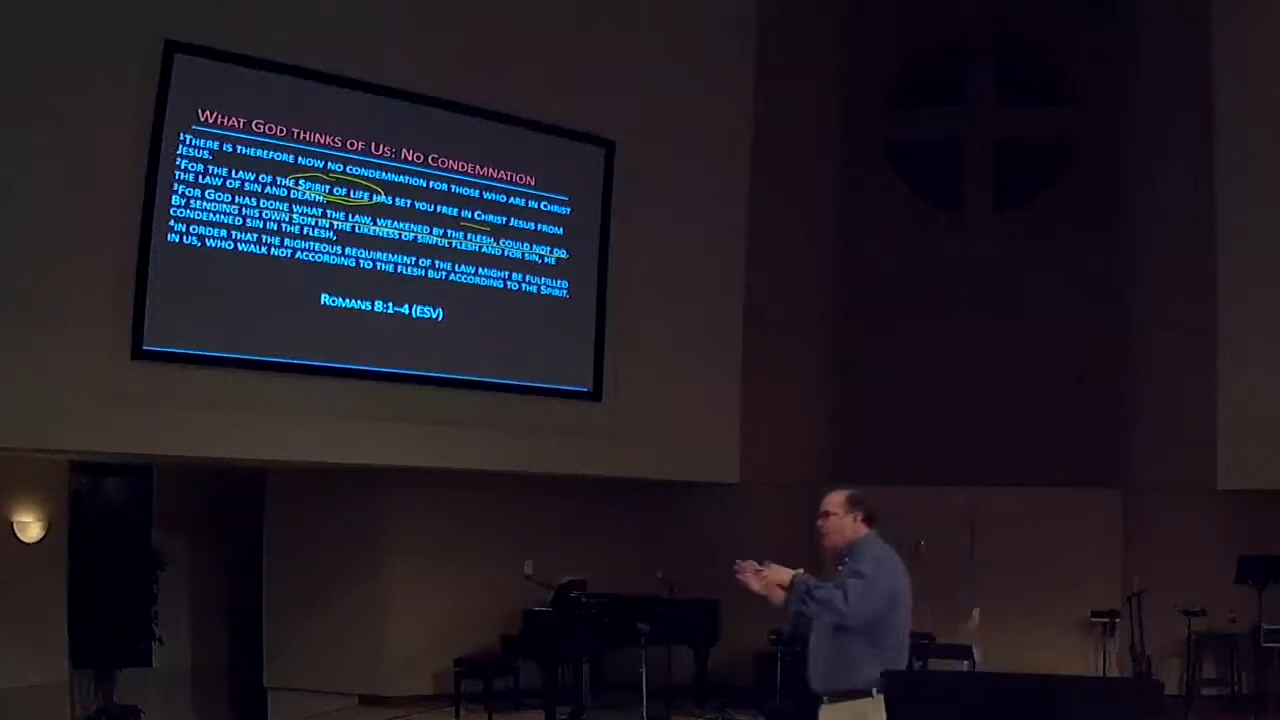 What God thinks of Us: No Condemnation
1There is therefore now no condemnation for those who are in Christ
Jesus.
2For the law of the Spirit of life has set you free in Christ Jesus from
the law of sin and death.
3For God has done what the law, weakened by the flesh, could not do.
By sending his own Son in the likeness of sinful flesh and for sin, he
condemned sin in the flesh,
4in order that the righteous requirement of the law might be fulfilled
in us, who walk not according to the flesh but according to the Spirit.
Romans 8:1–4 (ESV)